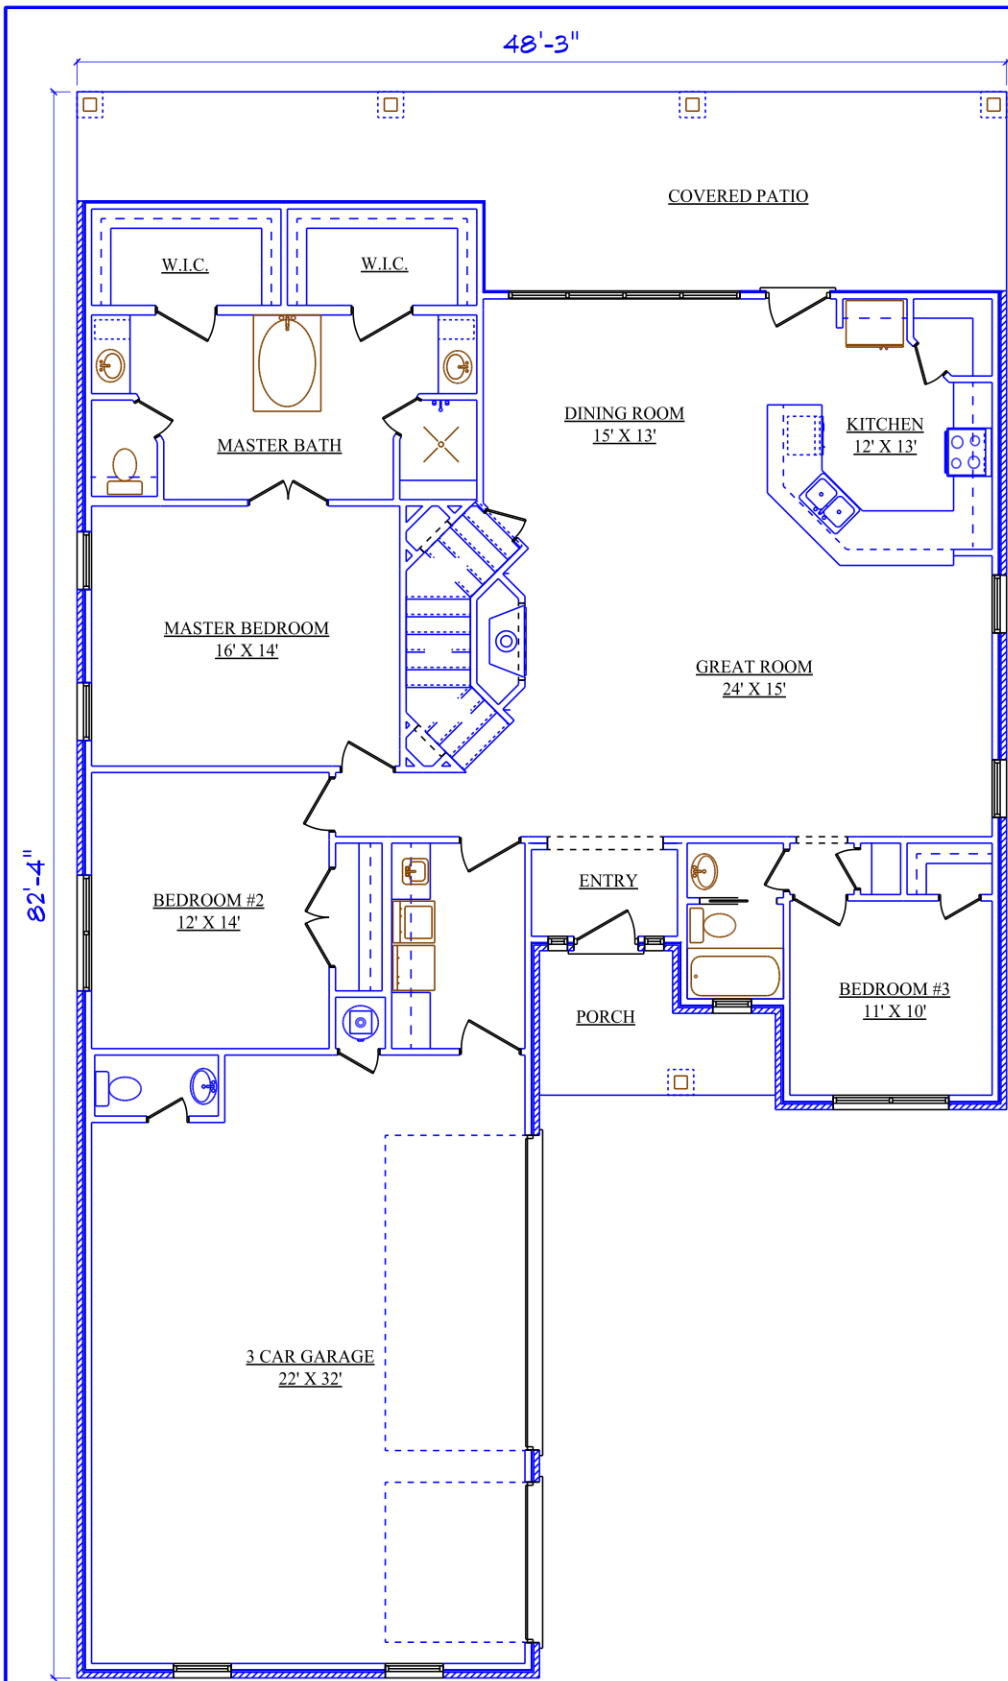 48'-3"
COVERED PATIO
W.I.C.
W.I.C.
DINING ROOM
15' X 13'
KITCHEN
12' X 13'
MASTER BATH
MASTER BEDROOM
16' X 14'
GREAT ROOM
24' X 15'
82'-4"
BEDROOM #2
12' X 14'
ENTRY
BEDROOM #3
11' X 10'
PORCH
3 CAR GARAGE
22' X 32'